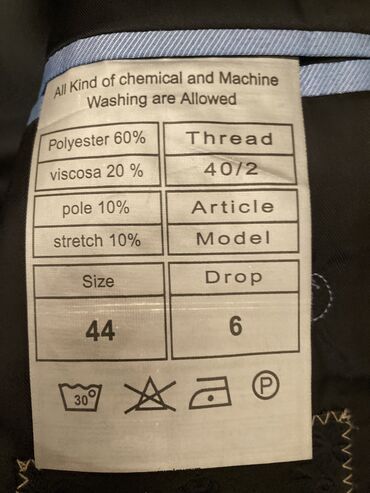 All Kind of chemical and Machine
Washing are Allowed
Polyester 60% Thread
viscosa 20 % 40/2
pole 10% Article
stretch 10% Model
Size Drop
44 6
30° P